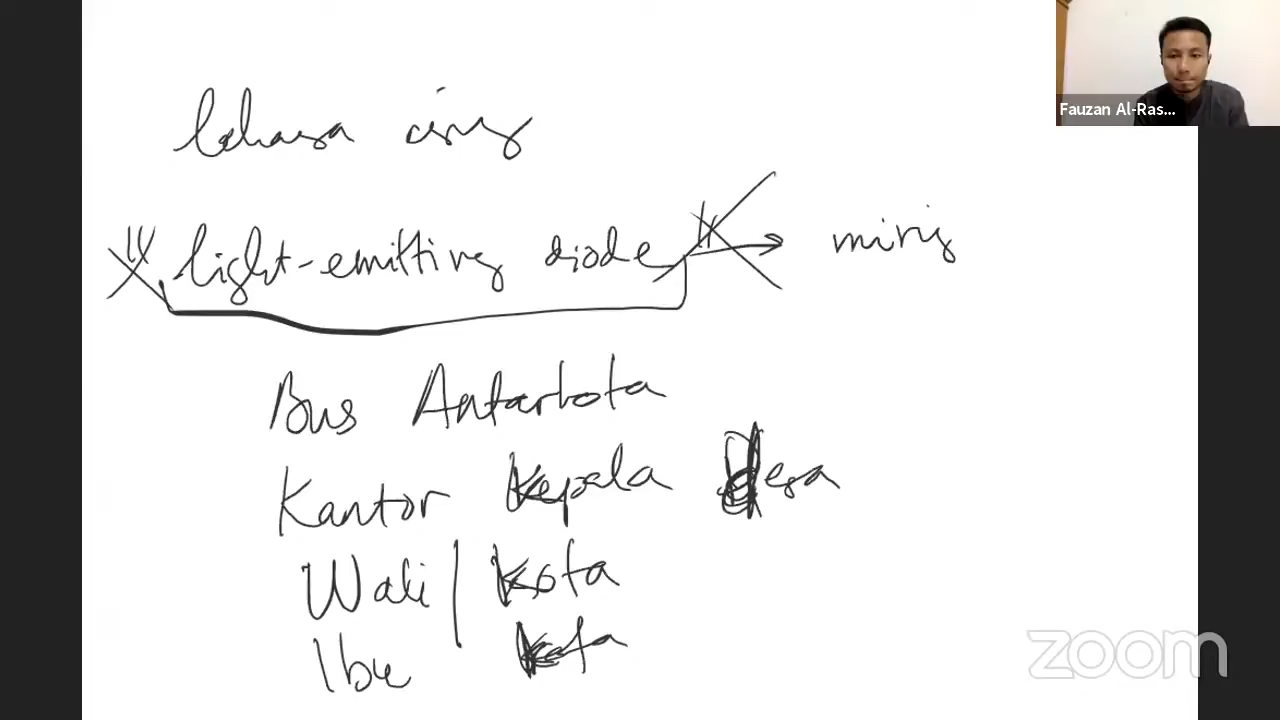 Fauzan Al-Ras...
bahasa asing
"light-emitting diode" → miring
Bus Antarkota
Kantor Kepala desa
Wali | Kota
Ibu Kota
zoom